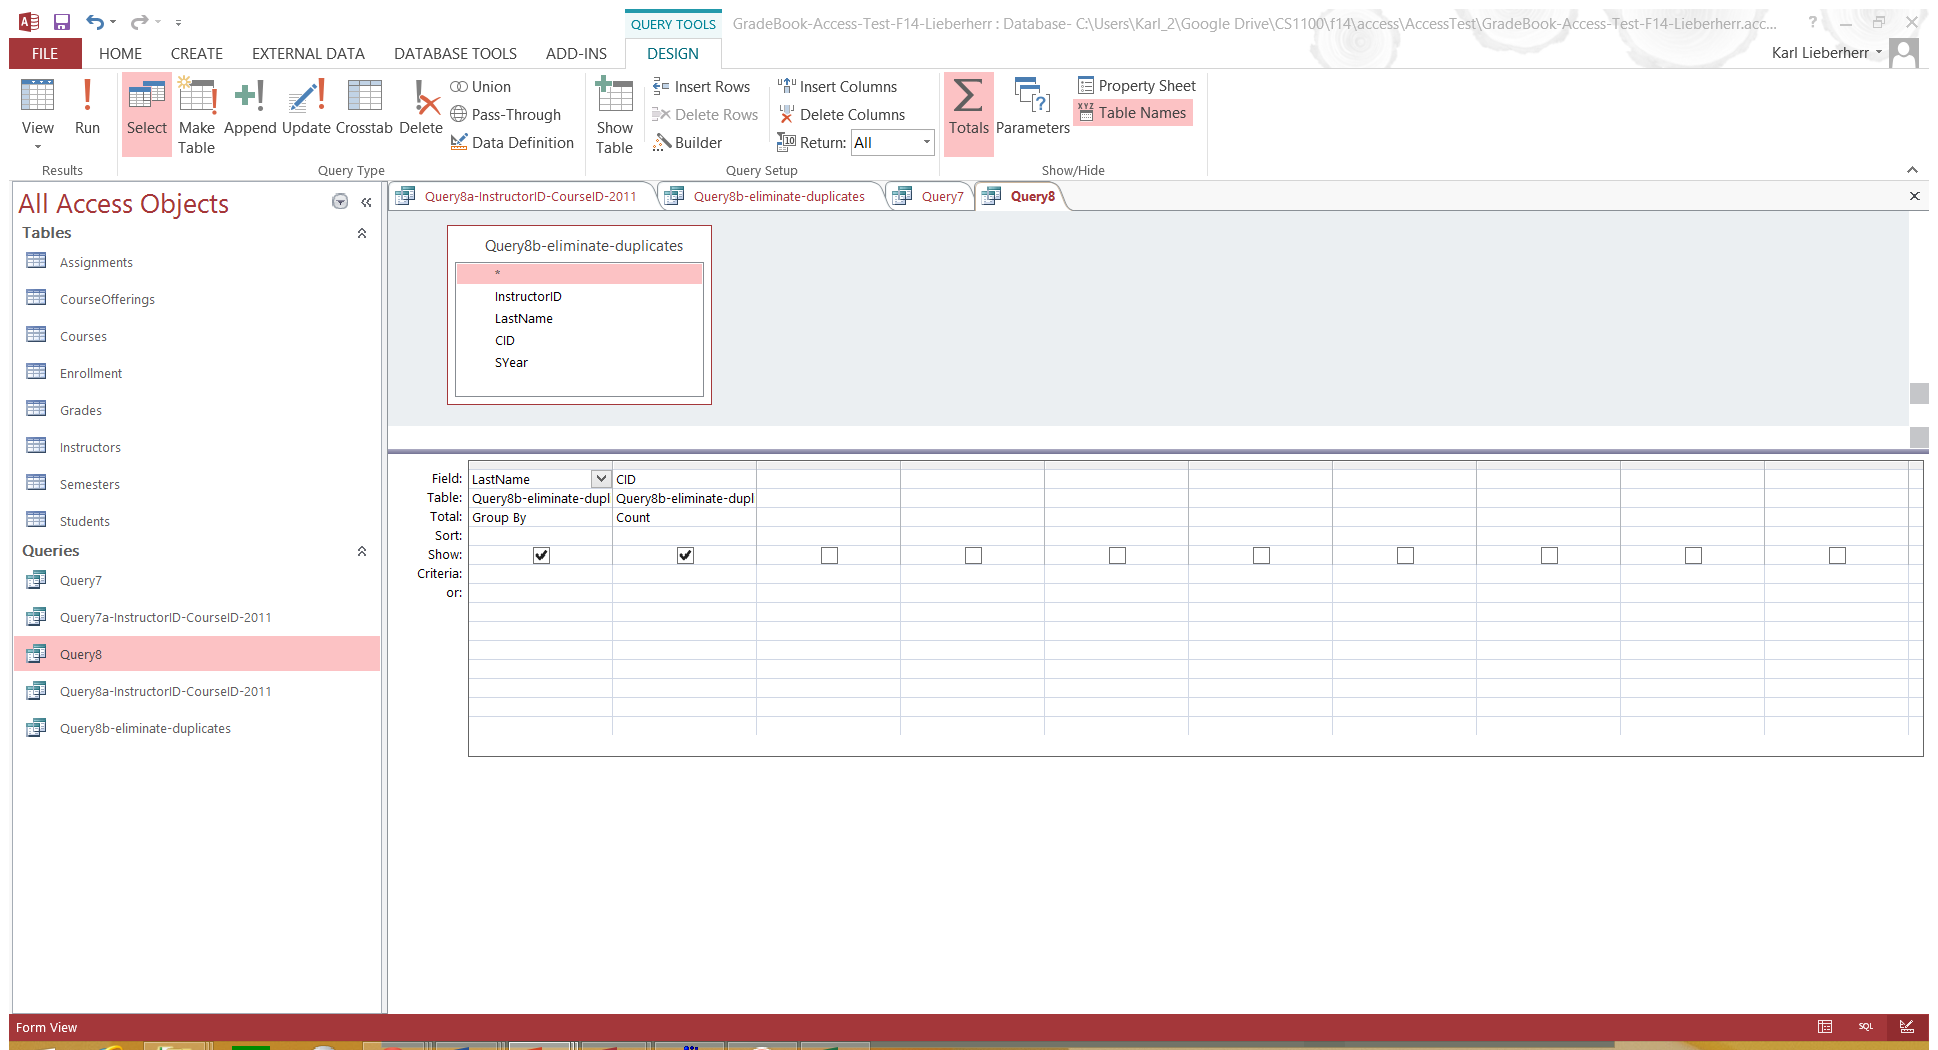 QUERY TOOLS
GradeBook-Access-Test-F14-Lieberherr : Database- C:\Users\Karl_2\Google Drive\CS1100\f14\access\AccessTest\GradeBook-Access-Test-F14-Lieberherr.acc...
?
FILE HOME CREATE EXTERNAL DATA DATABASE TOOLS ADD-INS DESIGN
Karl Lieberherr
View
Run
Select
Make Table
Append
Update
Crosstab
Delete
Union
Pass-Through
Data Definition
Show Table
Insert Rows
Delete Rows
Builder
Insert Columns
Delete Columns
Return: All
Totals
Parameters
Property Sheet
Table Names
Results
Query Type
Query Setup
Show/Hide
All Access Objects
Tables
Assignments
CourseOfferings
Courses
Enrollment
Grades
Instructors
Semesters
Students
Queries
Query7
Query7a-InstructorID-CourseID-2011
Query8
Query8a-InstructorID-CourseID-2011
Query8b-eliminate-duplicates
Query8a-InstructorID-CourseID-2011 Query8b-eliminate-duplicates Query7 Query8
Query8b-eliminate-duplicates
*
InstructorID
LastName
CID
SYear
Field: LastName CID
Table: Query8b-eliminate-dupl Query8b-eliminate-dupl
Total: Group By Count
Sort:
Show:
Criteria:
or:
Form View
SQL